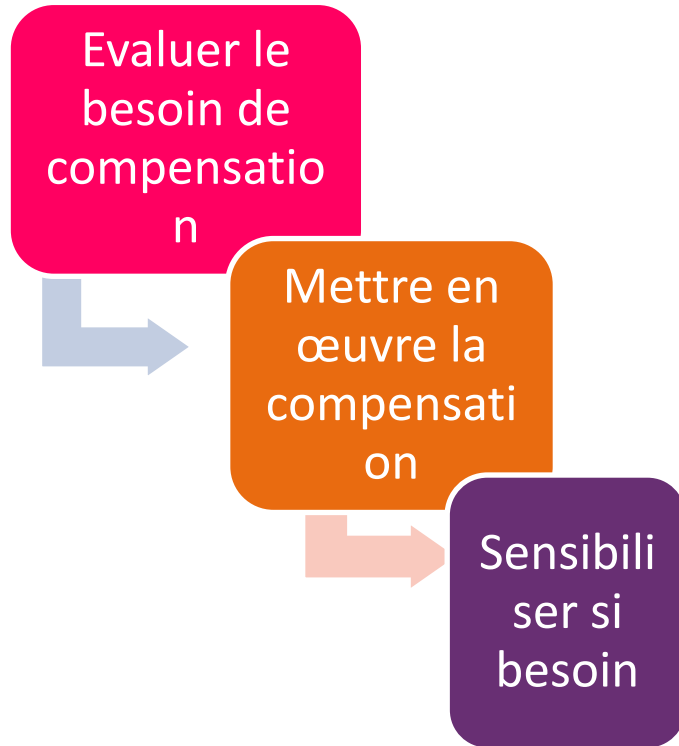 Evaluer le
besoin de
compensatio
n
Mettre en
œuvre la
compensati
on
Sensibili
ser si
besoin